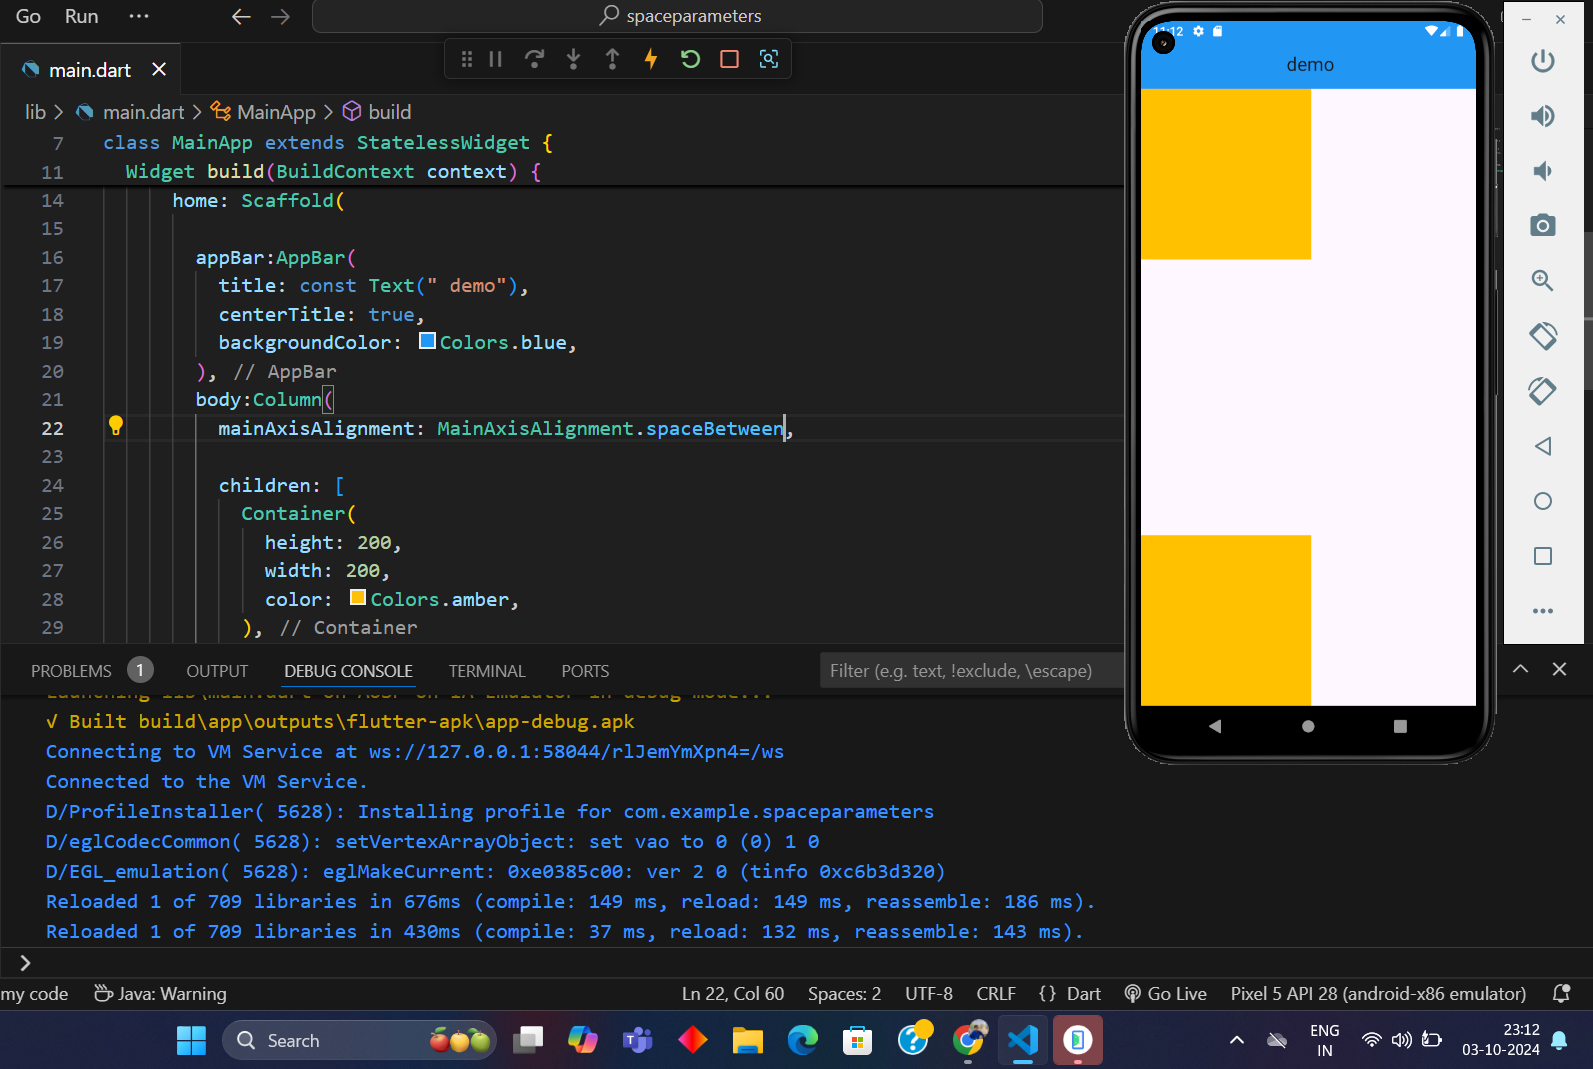 Go Run ···
spaceparameters
main.dart
lib > main.dart > MainApp > build
7 class MainApp extends StatelessWidget {
11 Widget build(BuildContext context) {
14 home: Scaffold(
15
16 appBar:AppBar(
17 title: const Text(" demo"),
18 centerTitle: true,
19 backgroundColor: Colors.blue,
20 ), // AppBar
21 body:Column(
22 mainAxisAlignment: MainAxisAlignment.spaceBetween,
23
24 children: [
25 Container(
26 height: 200,
27 width: 200,
28 color: Colors.amber,
29 ), // Container
PROBLEMS 1 OUTPUT DEBUG CONSOLE TERMINAL PORTS
Filter (e.g. text, !exclude, \escape)
√ Built build\app\outputs\flutter-apk\app-debug.apk
Connecting to VM Service at ws://127.0.0.1:58044/rlJemYmXpn4=/ws
Connected to the VM Service.
D/ProfileInstaller( 5628): Installing profile for com.example.spaceparameters
D/eglCodecCommon( 5628): setVertexArrayObject: set vao to 0 (0) 1 0
D/EGL_emulation( 5628): eglMakeCurrent: 0xe0385c00: ver 2 0 (tinfo 0xc6b3d320)
Reloaded 1 of 709 libraries in 676ms (compile: 149 ms, reload: 149 ms, reassemble: 186 ms).
Reloaded 1 of 709 libraries in 430ms (compile: 37 ms, reload: 132 ms, reassemble: 143 ms).
>
my code Java: Warning Ln 22, Col 60 Spaces: 2 UTF-8 CRLF {} Dart Go Live Pixel 5 API 28 (android-x86 emulator)
demo
Search
ENG
IN
23:12
03-10-2024